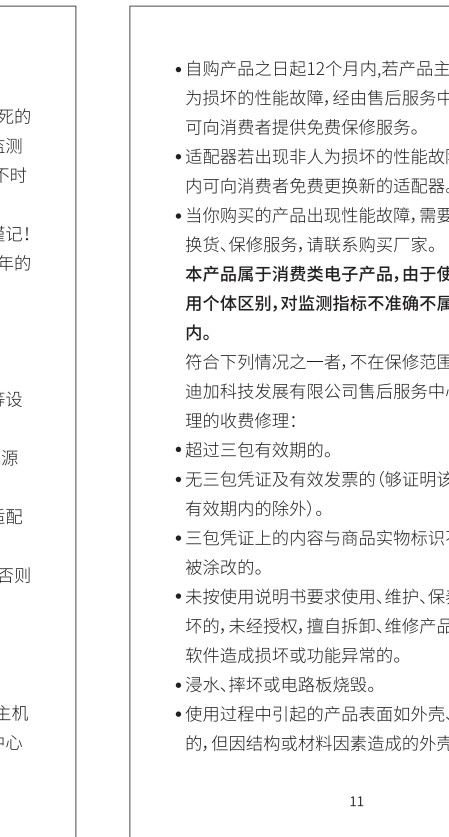 死的
监测
不时
谨记！
年的
等设
源
适配
否则
主机
中心
•自购产品之日起12个月内,若产品主
为损坏的性能故障，经由售后服务中
可向消费者提供免费保修服务。
•适配器若出现非人为损坏的性能故障
内可向消费者免费更换新的适配器。
•当你购买的产品出现性能故障，需要
换货、保修服务，请联系购买厂家。
本产品属于消费类电子产品，由于使
用个体区别，对监测指标不准确不属
内。
符合下列情况之一者，不在保修范围
迪加科技发展有限公司售后服务中心
理的收费修理：
•超过三包有效期的。
•无三包凭证及有效发票的（够证明该
有效期内的除外）。
•三包凭证上的内容与商品实物标识不
被涂改的。
•未按使用说明书要求使用、维护、保养
坏的，未经授权，擅自拆卸、维修产品
软件造成损坏或功能异常的。
•浸水、摔坏或电路板烧毁。
•使用过程中引起的产品表面如外壳、
的，但因结构或材料因素造成的外壳
11